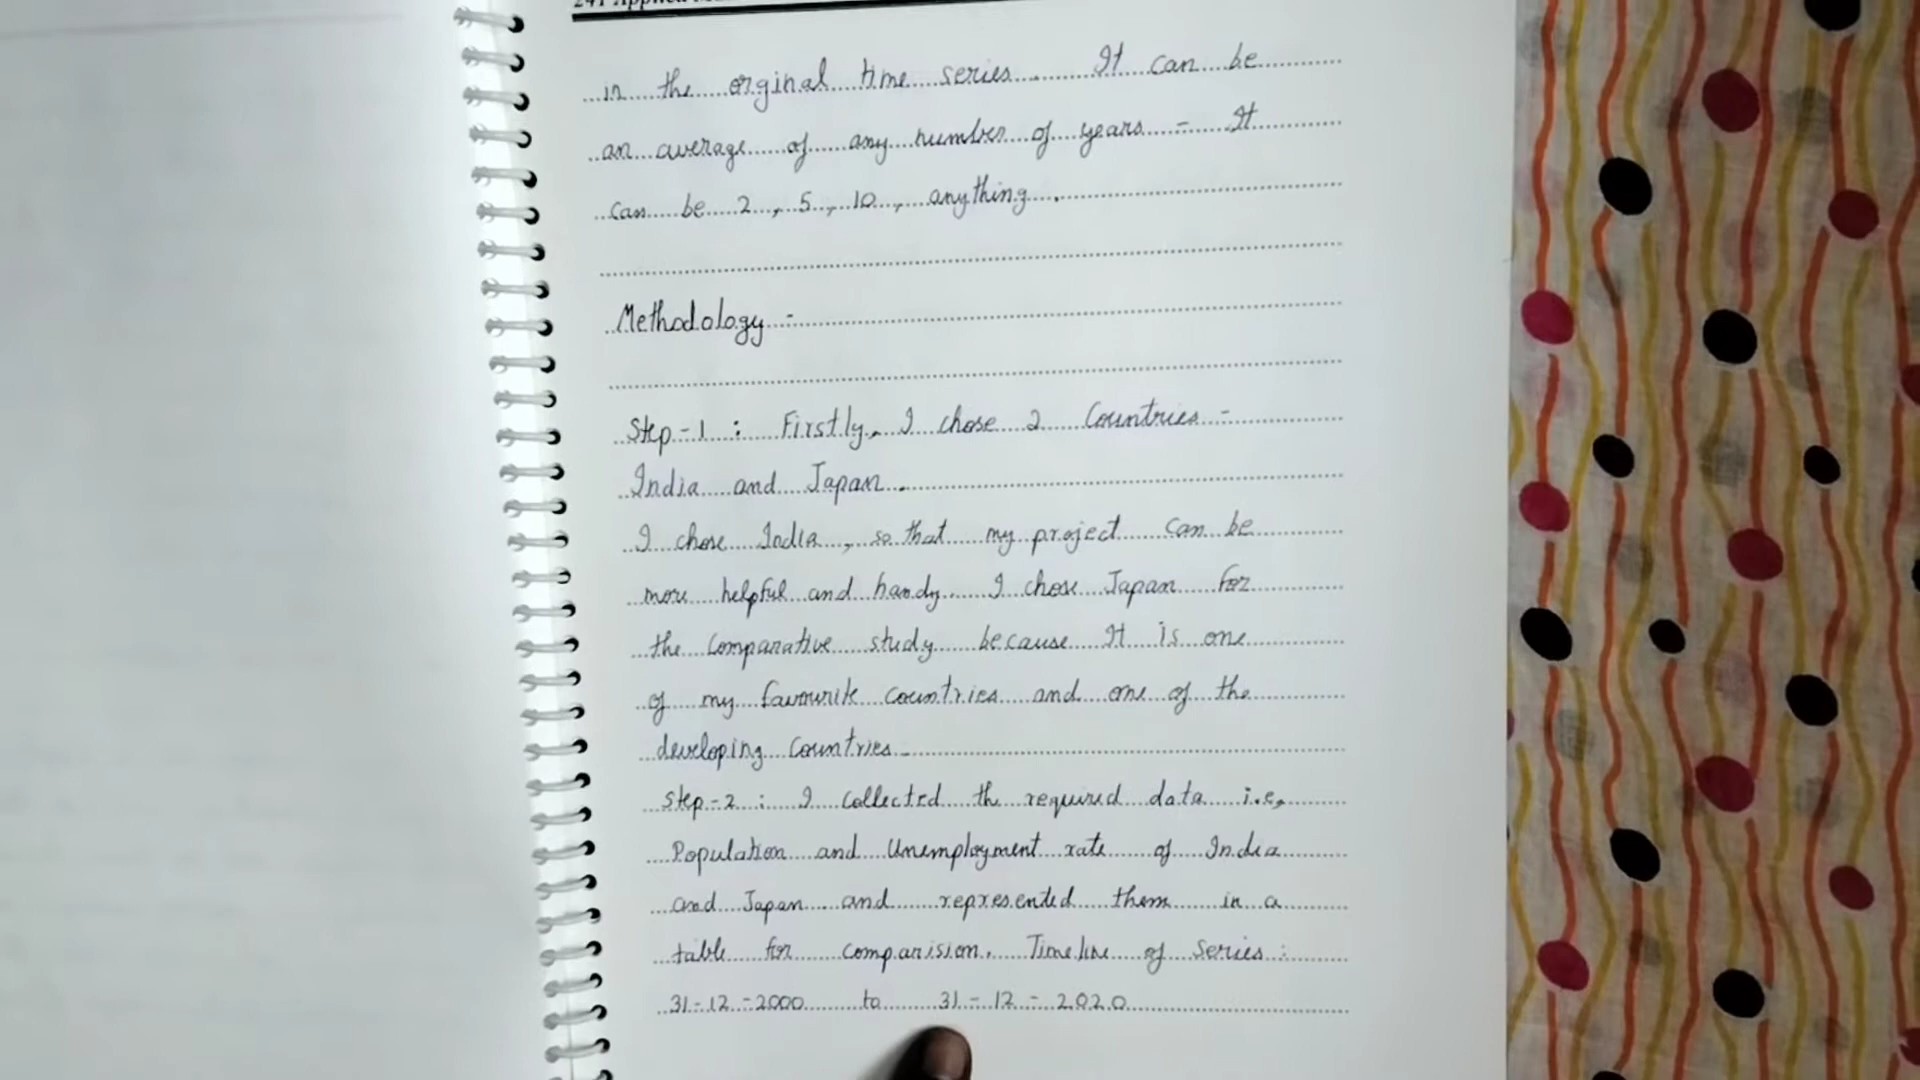 241 Applied
in the orginal time series. It can be
an average of any number of years - It
can be 2, 5, 10, anything.
Methodology -
Step-1 : Firstly, I chose 2 Countries -
India and Japan.
I chose India, so that my project can be
more helpful and handy. I chose Japan for
the Comparative study because It is one
of my favourite countries and one of the
developing Countries.
Step-2 : I Collected the required data i.e,
Population and Unemployment rate of India
and Japan and represented them in a
table for comparision. Timeline of Series :
31-12-2000 to 31-12-2020